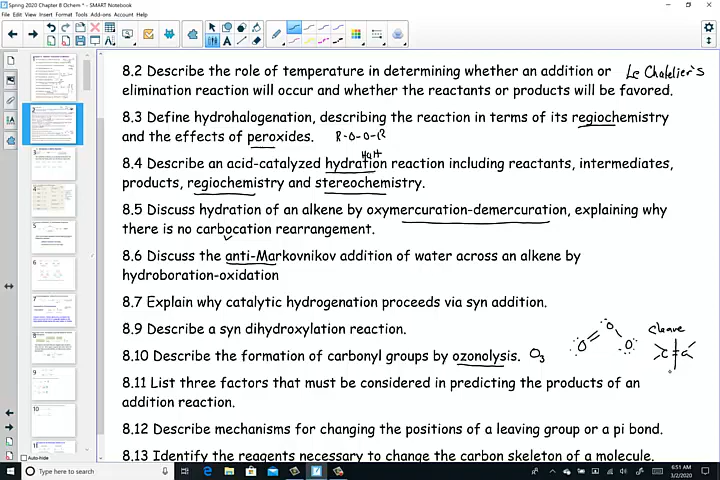 Spring 2020 Chapter 8 Ochem * - SMART Notebook
File Edit View Insert Format Tools Add-ons Account Help
8.2 Describe the role of temperature in determining whether an addition or Le Chatelier's
elimination reaction will occur and whether the reactants or products will be favored.
8.3 Define hydrohalogenation, describing the reaction in terms of its regiochemistry
and the effects of peroxides. R-O-O-R
8.4 Describe an acid-catalyzed hydration reaction including reactants, intermediates,
products, regiochemistry and stereochemistry.
8.5 Discuss hydration of an alkene by oxymercuration-demercuration, explaining why
there is no carbocation rearrangement.
8.6 Discuss the anti-Markovnikov addition of water across an alkene by
hydroboration-oxidation
8.7 Explain why catalytic hydrogenation proceeds via syn addition.
8.9 Describe a syn dihydroxylation reaction.
cleave
8.10 Describe the formation of carbonyl groups by ozonolysis. O3
O O O
C C
8.11 List three factors that must be considered in predicting the products of an
addition reaction.
8.12 Describe mechanisms for changing the positions of a leaving group or a pi bond.
8.13 Identify the reagents necessary to change the carbon skeleton of a molecule.
Auto-hide
Type here to search
6:51 AM
3/2/2020